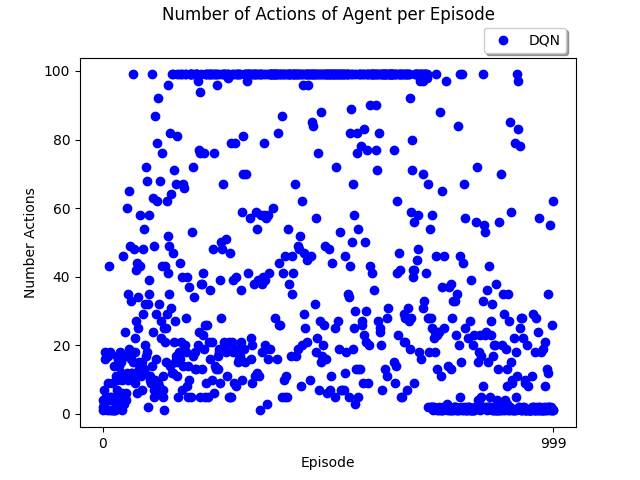 Number of Actions of Agent per Episode
DQN
100
80
60
40
20
0
Number Actions
0
999
Episode